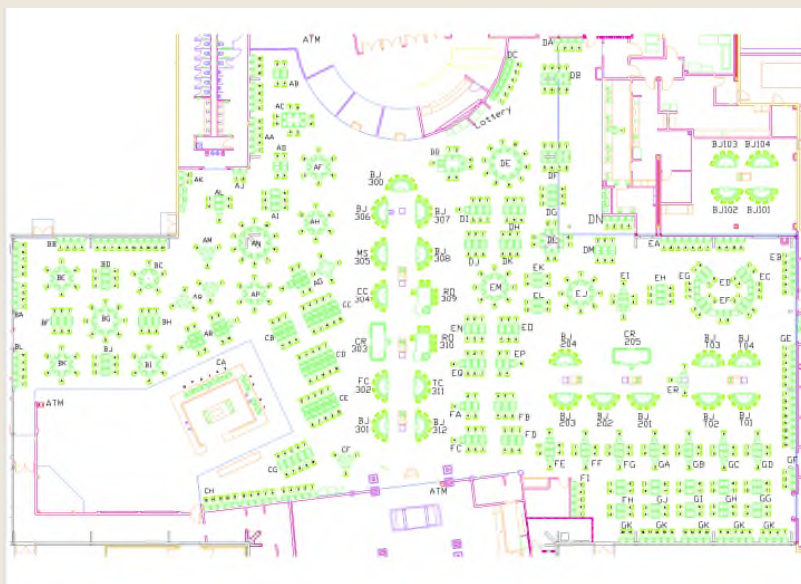 ATM
DA
DC
AB
DB
AC
Lottery
AA
BJ103
BJ104
AD
AF
DD
DE
DF
AK
AJ
BJ
300
BJ102
BJ101
AL
AI
BJ
306
BJ
307
DI
DH
DG
DN
AH
AM
AN
MS
305
BJ
308
DJ
DK
DL
DM
EA
BB
BE
BD
BC
AO
EB
BA
AQ
AP
CC
304
RO
309
EM
EK
EL
EJ
EI
EH
EG
ED
EC
EF
BF
BG
BH
AR
CC
CB
CR
303
RO
310
EN
EO
BJ
204
CR
205
BJ
T03
BJ
T04
GE
BL
BK
BJ
BI
CA
CD
EQ
EP
ER
FC
302
TC
311
ATM
CE
FA
FB
BJ
203
BJ
202
BJ
201
BJ
T02
BJ
T01
BJ
301
BJ
312
FC
FD
CG
CF
FE
FF
FG
GA
GB
GC
GD
GF
CH
ATM
FI
FH
GJ
GI
GH
GG
GK
GK
GK
GK
GK